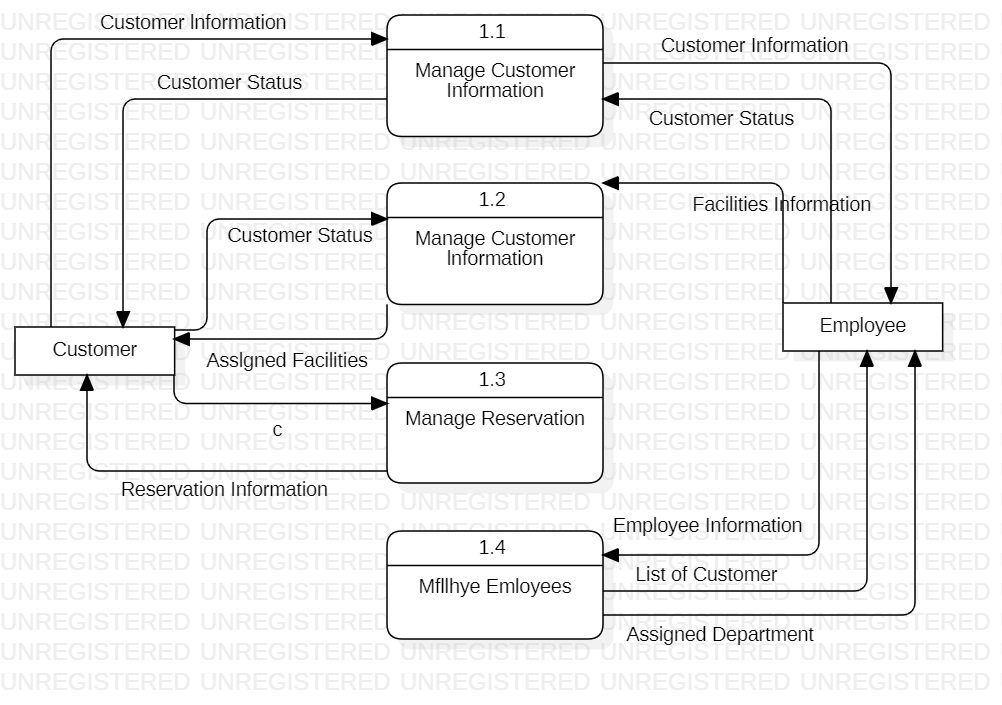 Customer Information
1.1
Manage Customer
Information
Customer Information
Customer Status
Customer Status
1.2
Manage Customer
Information
Facilities Information
Customer Status
Customer
Employee
Asslgned Facilities
1.3
Manage Reservation
c
Reservation Information
1.4
Mfllhye Emloyees
Employee Information
List of Customer
Assigned Department
UNREGISTERED